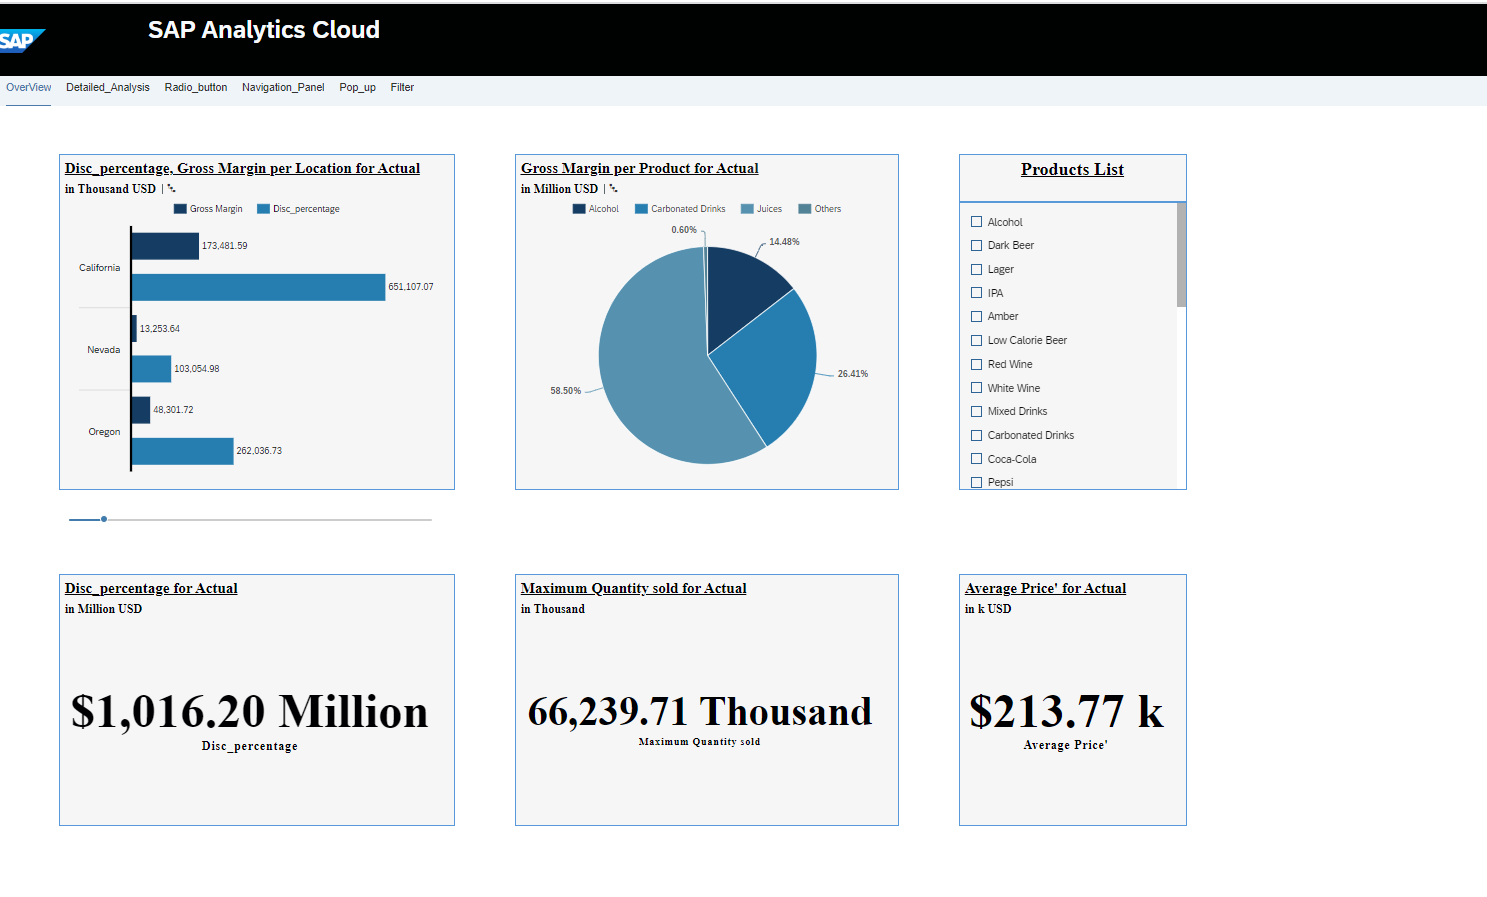 SAP
SAP Analytics Cloud
OverView Detailed_Analysis Radio_button Navigation_Panel Pop_up Filter
Disc_percentage, Gross Margin per Location for Actual
in Thousand USD |
Gross Margin Disc_percentage
California
173,481.59
651,107.07
Nevada
13,253.64
103,054.98
Oregon
48,301.72
262,036.73
Gross Margin per Product for Actual
in Million USD |
Alcohol Carbonated Drinks Juices Others
0.60%
14.48%
26.41%
58.50%
Products List
Alcohol
Dark Beer
Lager
IPA
Amber
Low Calorie Beer
Red Wine
White Wine
Mixed Drinks
Carbonated Drinks
Coca-Cola
Pepsi
Disc_percentage for Actual
in Million USD
$1,016.20 Million
Disc_percentage
Maximum Quantity sold for Actual
in Thousand
66,239.71 Thousand
Maximum Quantity sold
Average Price' for Actual
in k USD
$213.77 k
Average Price'